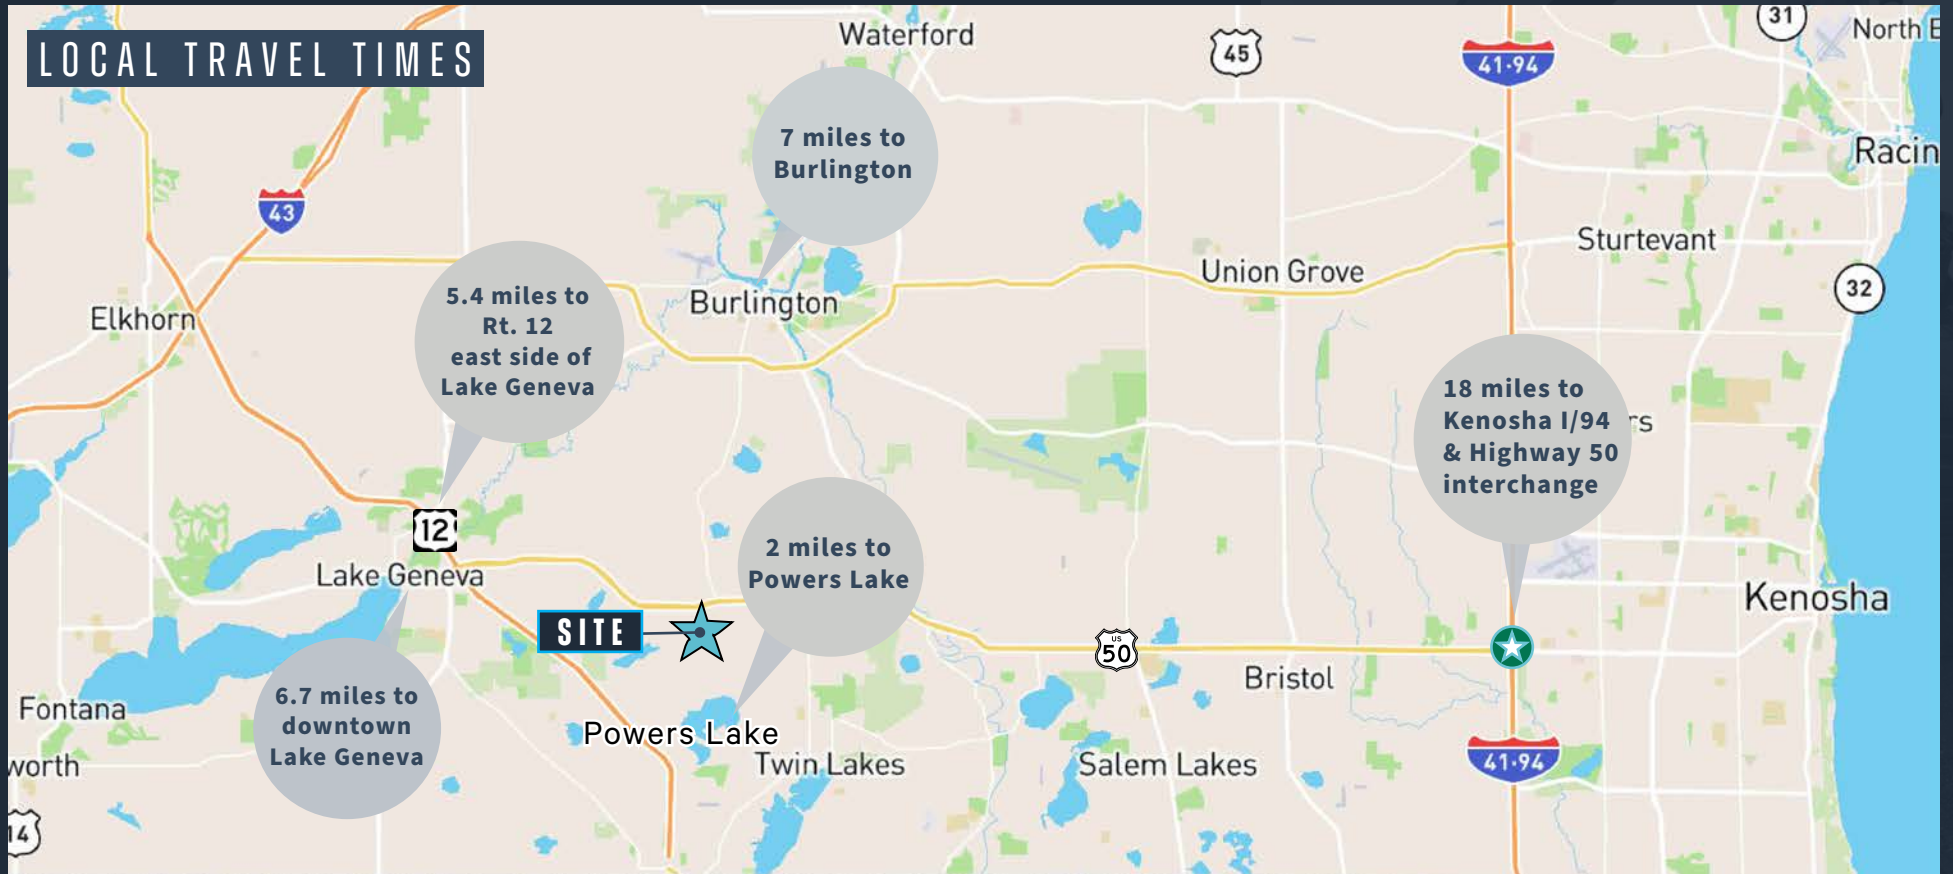 LOCAL TRAVEL TIMES
Waterford
45
41·94
31
North E
7 miles to
Burlington
Racin
43
Sturtevant
Union Grove
32
5.4 miles to
Rt. 12
east side of
Lake Geneva
Burlington
Elkhorn
18 miles to
Kenosha I/94
& Highway 50
interchange
rs
12
Lake Geneva
2 miles to
Powers Lake
Kenosha
SITE
US
50
Bristol
6.7 miles to
downtown
Lake Geneva
Fontana
Powers Lake
Twin Lakes
Salem Lakes
41·94
worth
14